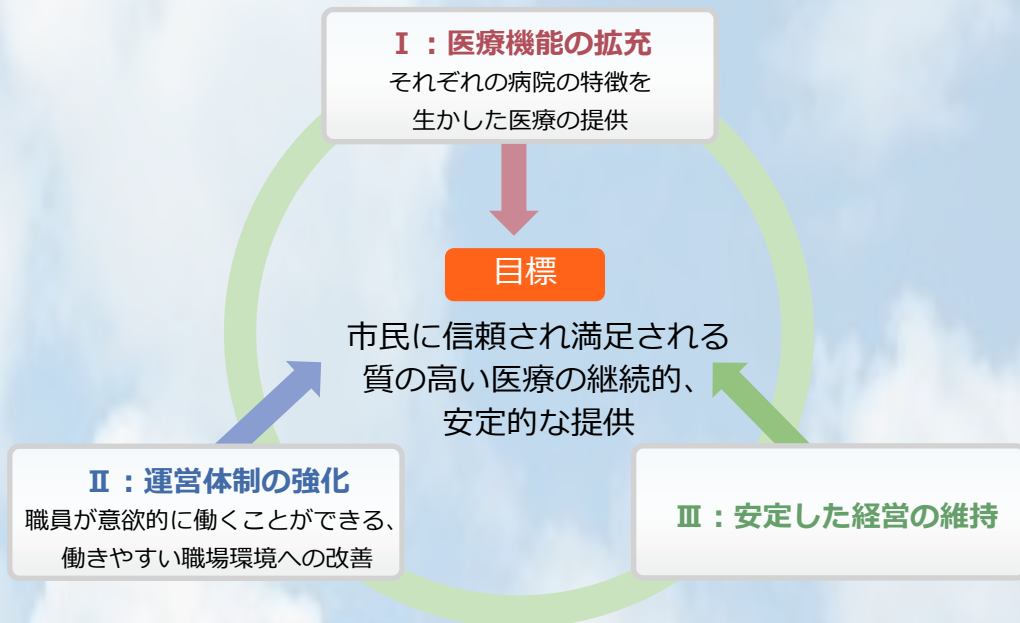 Ⅰ：医療機能の拡充
それぞれの病院の特徴を
生かした医療の提供
目標
市民に信頼され満足される
質の高い医療の継続的、
安定的な提供
Ⅱ：運営体制の強化
職員が意欲的に働くことができる、
働きやすい職場環境への改善
Ⅲ：安定した経営の維持